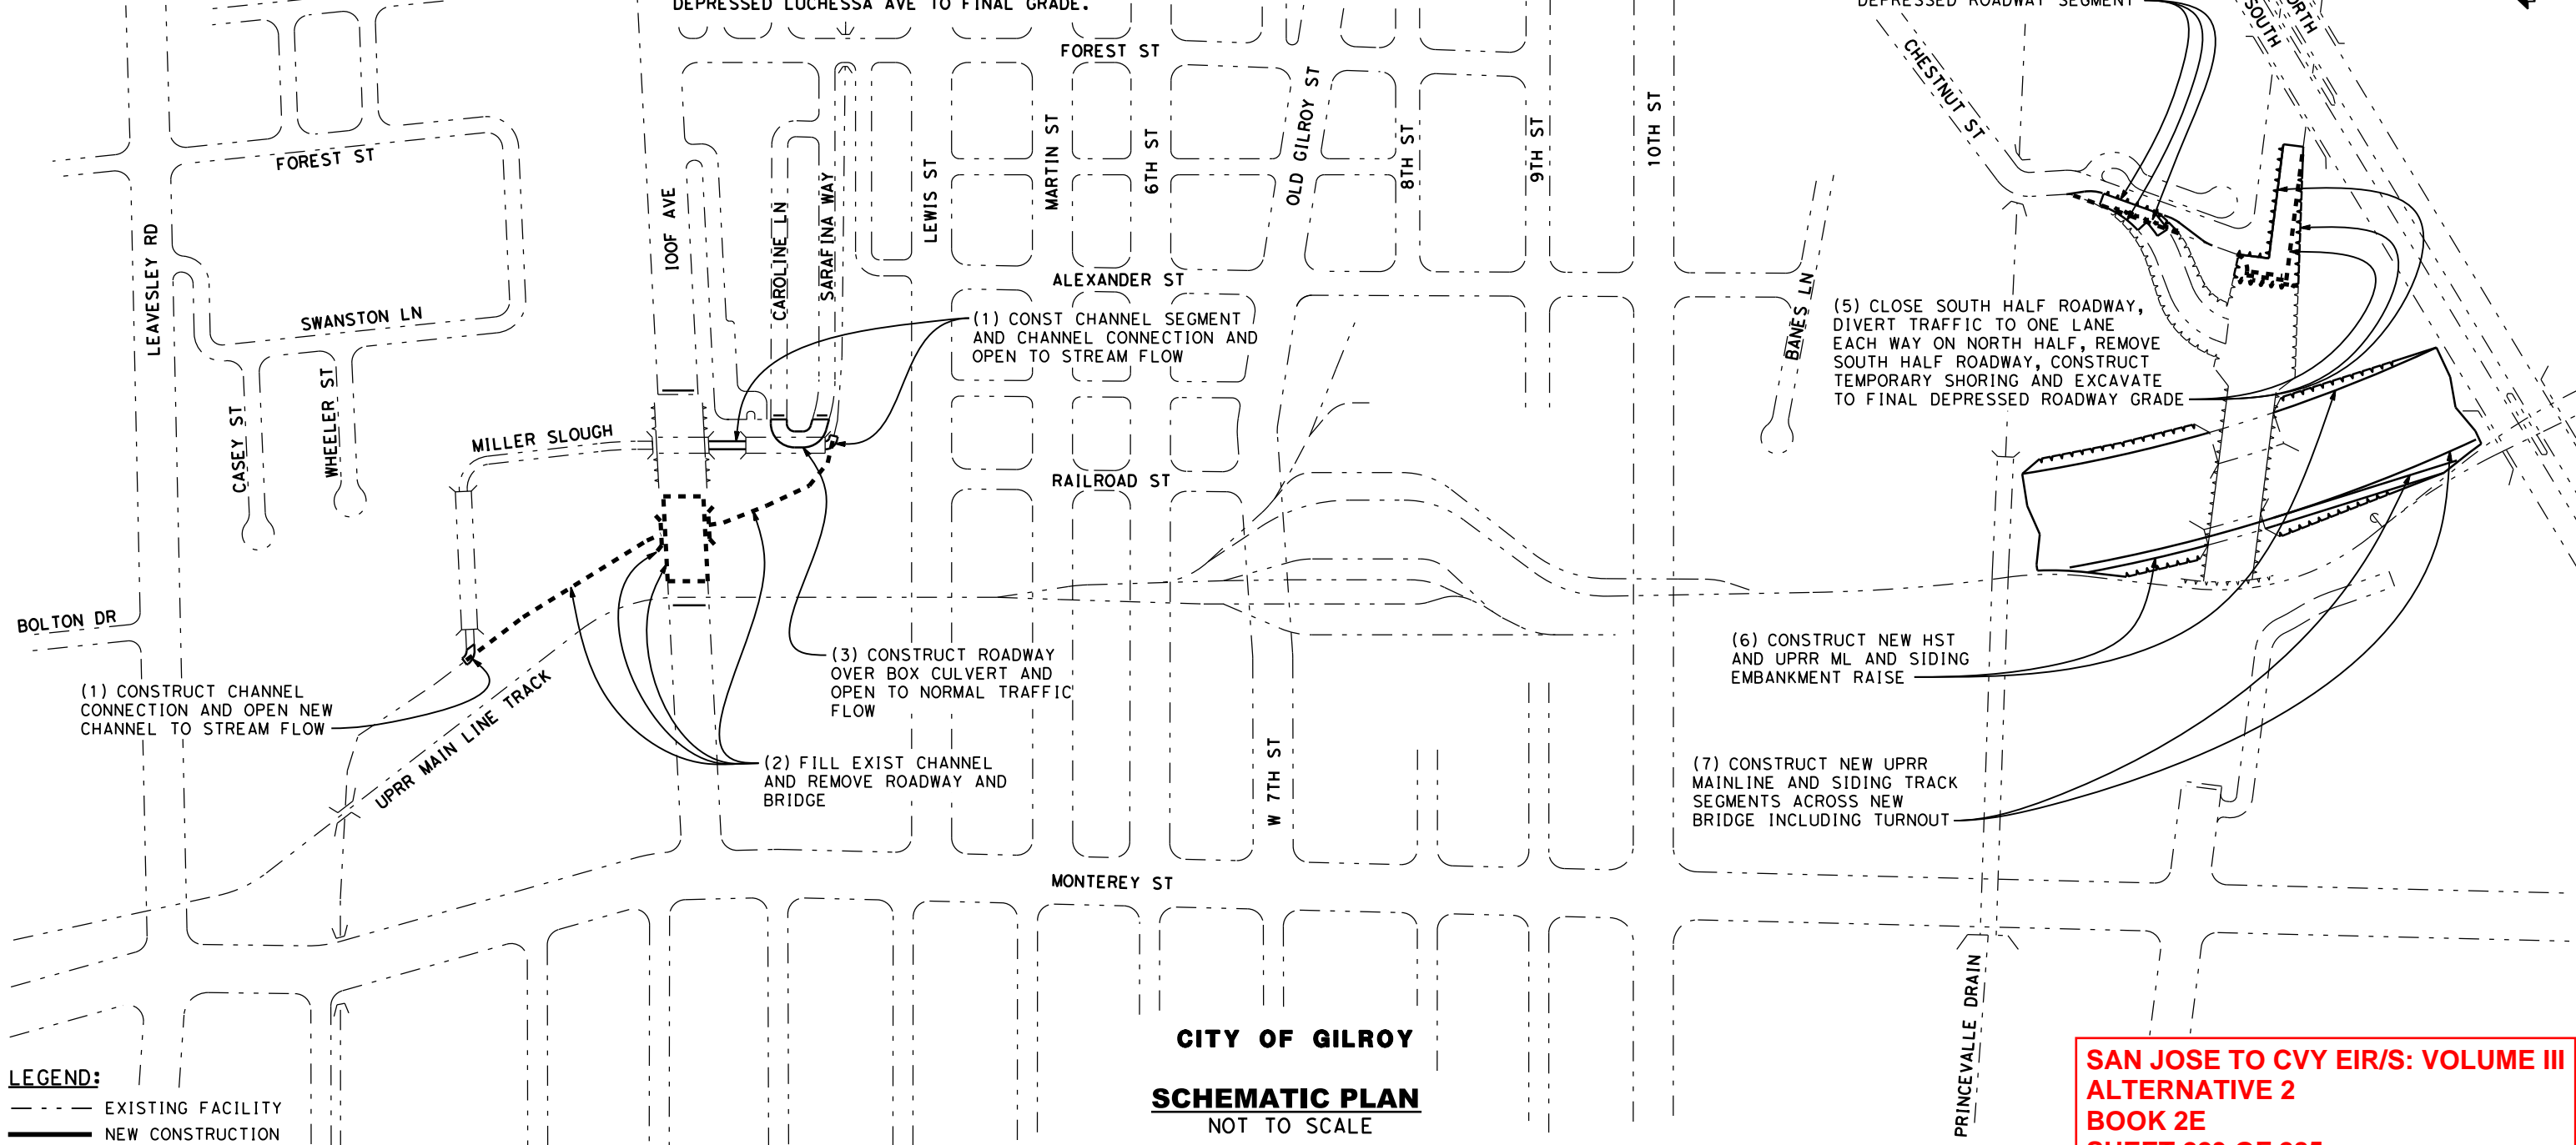 DEPRESSED LUCHESSA AVE TO FINAL GRADE.
DEPRESSED ROADWAY SEGMENT
SOUTH
FOREST ST
CHESTNUT ST
OLD GILROY ST
10TH ST
MARTIN ST
6TH ST
8TH ST
9TH ST
FOREST ST
LEWIS ST
IOOF AVE
CAROLINE LN
SARAFINA WAY
LEAVESLEY RD
ALEXANDER ST
BANES LN
SWANSTON LN
(1) CONST CHANNEL SEGMENT
AND CHANNEL CONNECTION AND
OPEN TO STREAM FLOW
(5) CLOSE SOUTH HALF ROADWAY,
DIVERT TRAFFIC TO ONE LANE
EACH WAY ON NORTH HALF, REMOVE
SOUTH HALF ROADWAY, CONSTRUCT
TEMPORARY SHORING AND EXCAVATE
TO FINAL DEPRESSED ROADWAY GRADE
CASEY ST
WHEELER ST
MILLER SLOUGH
RAILROAD ST
BOLTON DR
(1) CONSTRUCT CHANNEL
CONNECTION AND OPEN NEW
CHANNEL TO STREAM FLOW
UPRR MAIN LINE TRACK
(3) CONSTRUCT ROADWAY
OVER BOX CULVERT AND
OPEN TO NORMAL TRAFFIC
FLOW
(6) CONSTRUCT NEW HST
AND UPRR ML AND SIDING
EMBANKMENT RAISE
(2) FILL EXIST CHANNEL
AND REMOVE ROADWAY AND
BRIDGE
W 7TH ST
(7) CONSTRUCT NEW UPRR
MAINLINE AND SIDING TRACK
SEGMENTS ACROSS NEW
BRIDGE INCLUDING TURNOUT
MONTEREY ST
PRINCEVALLE DRAIN
CITY OF GILROY
SCHEMATIC PLAN
NOT TO SCALE
LEGEND:
EXISTING FACILITY
NEW CONSTRUCTION
SAN JOSE TO CVY EIR/S: VOLUME III
ALTERNATIVE 2
BOOK 2E